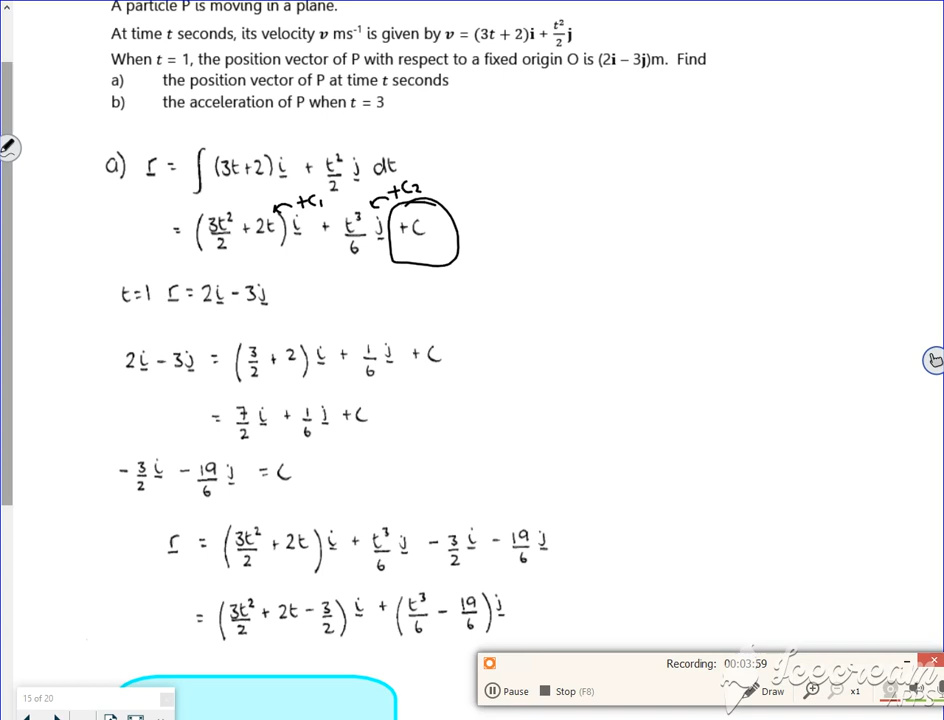 A particle P is moving in a plane.
At time t seconds, its velocity v ms⁻¹ is given by v = (3t + 2)i + t²/2 j
When t = 1, the position vector of P with respect to a fixed origin O is (2i – 3j)m. Find
a) the position vector of P at time t seconds
b) the acceleration of P when t = 3
a) r = ∫ (3t+2)i + t²/2 j dt
+C₁ +C₂
= (3t²/2 + 2t) i + t³/6 j +C
t=1 r = 2i - 3j
2i - 3j = (3/2 + 2) i + 1/6 j + C
= 7/2 i + 1/6 j + C
- 3/2 i - 19/6 j = C
r = (3t²/2 + 2t) i + t³/6 j - 3/2 i - 19/6 j
= (3t²/2 + 2t - 3/2) i + (t³/6 - 19/6) j
Recording: 00:03:59
Pause Stop (F8) Draw x1
Icecream
APPS
15 of 20